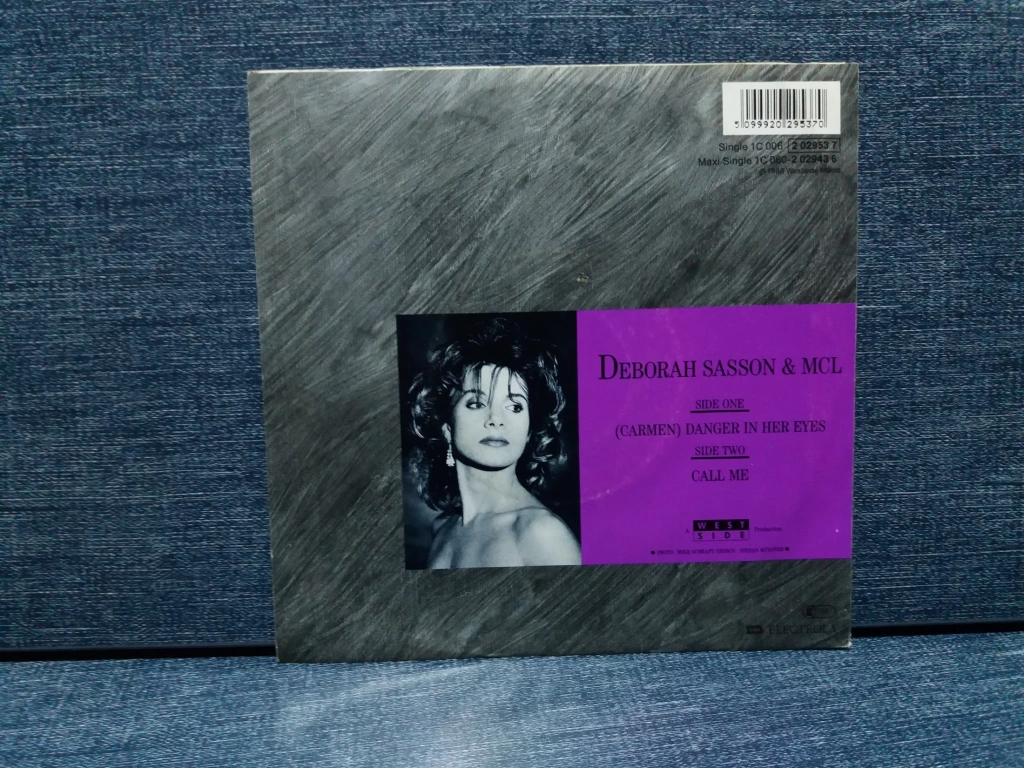 5 099920 295370
Single 1C 006 2 02953 7
Maxi-Single 1C 060-2 02943 6
DEBORAH SASSON & MCL
SIDE ONE
(CARMEN) DANGER IN HER EYES
SIDE TWO
CALL ME
A WEST SIDE Production
EMI ELECTROLA